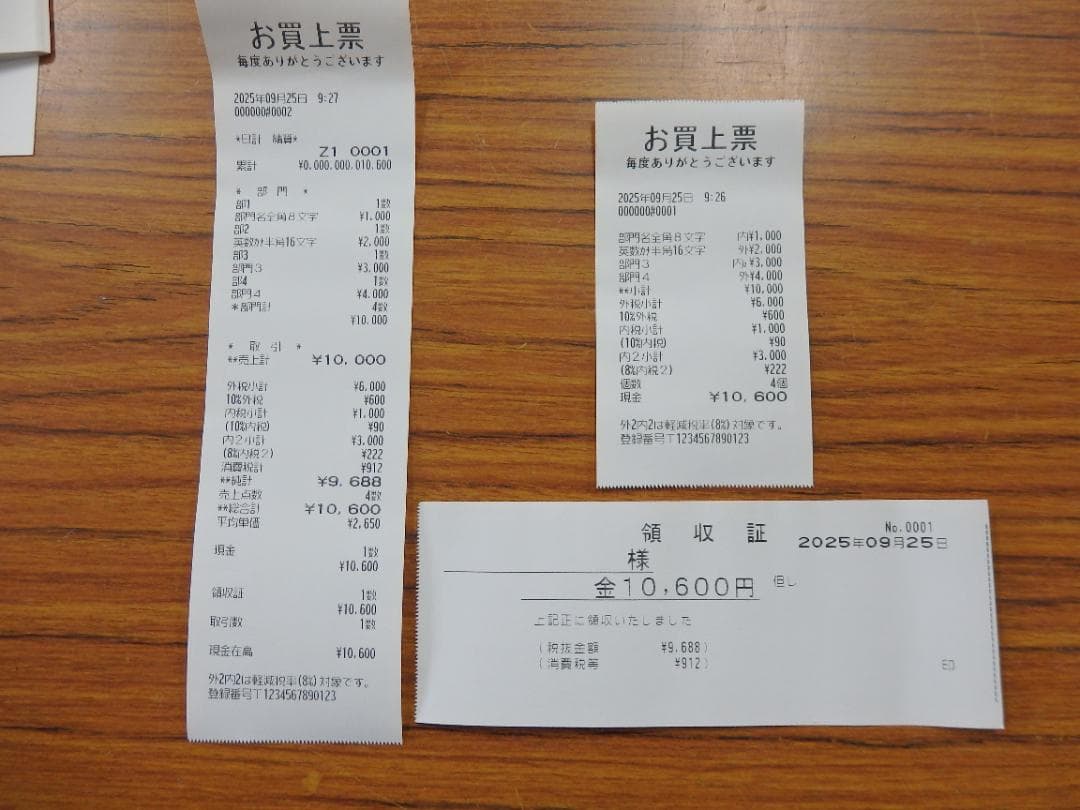 お買上票
毎度ありがとうございます
2025年09月25日 9:27
000000#0002
*日計 精算*
Z1 0001
累計 ¥0.000.000.010.600
* 部 門 *
部1 1数
部門名全角8文字 ¥1.000
部2 1数
英数カナ半角16文字 ¥2.000
部3 1数
部門3 ¥3.000
部4 1数
部門4 ¥4.000
*部門計 4数
¥10.000
* 取 引 *
**売上計 ¥10.000
外税小計 ¥6.000
10%外税 ¥600
内税小計 ¥1.000
(10%内税) ¥90
内2小計 ¥3.000
(8%内税2) ¥222
消費税計 ¥912
**純計 ¥9.688
売上点数 4数
**総合計 ¥10,600
平均単価 ¥2,650
現金 1数
¥10.600
領収証 1数
¥10.600
取引数 1数
現金在高 ¥10,600
外2内2は軽減税率(8%)対象です。
登録番号T1234567890123
お買上票
毎度ありがとうございます
2025年09月25日 9:26
000000#0001
部門名全角8文字 内¥1,000
英数カナ半角16文字 外¥2,000
部門3 内2¥3,000
部門4 外¥4,000
**小計 ¥10,000
外税小計 ¥6,000
10%外税 ¥600
内税小計 ¥1,000
(10%内税) ¥90
内2小計 ¥3,000
(8%内税2) ¥222
個数 4個
現金 ¥10,600
外2内2は軽減税率(8%)対象です。
登録番号T1234567890123
領 収 証 No.0001
2025年09月25日
様
金10,600円 但し
上記正に領収いたしました
(税抜金額 ¥9,688)
(消費税等 ¥912)
印